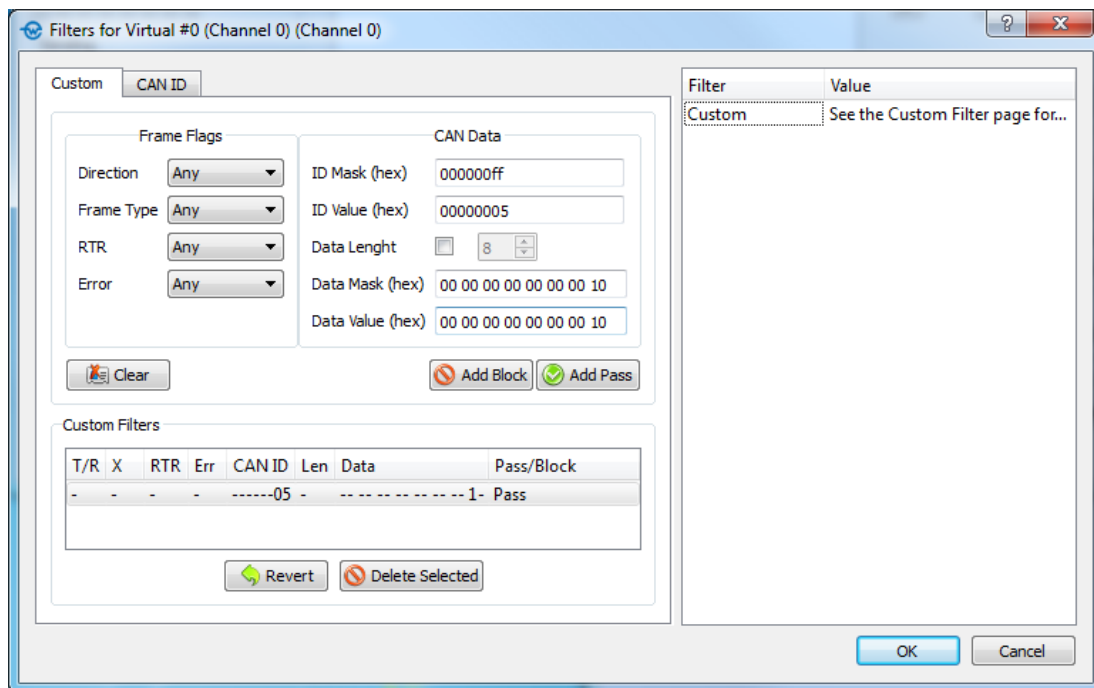 Filters for Virtual #0 (Channel 0) (Channel 0)
Custom CAN ID
Filter Value
Custom See the Custom Filter page for...
Frame Flags CAN Data
Direction Any ID Mask (hex) 000000ff
Frame Type Any ID Value (hex) 00000005
RTR Any Data Lenght 8
Error Any Data Mask (hex) 00 00 00 00 00 00 00 10
Data Value (hex) 00 00 00 00 00 00 00 10
Clear Add Block Add Pass
Custom Filters
T/R X RTR Err CAN ID Len Data Pass/Block
- - - - ------05 - -- -- -- -- -- -- -- 1- Pass
Revert Delete Selected
OK Cancel